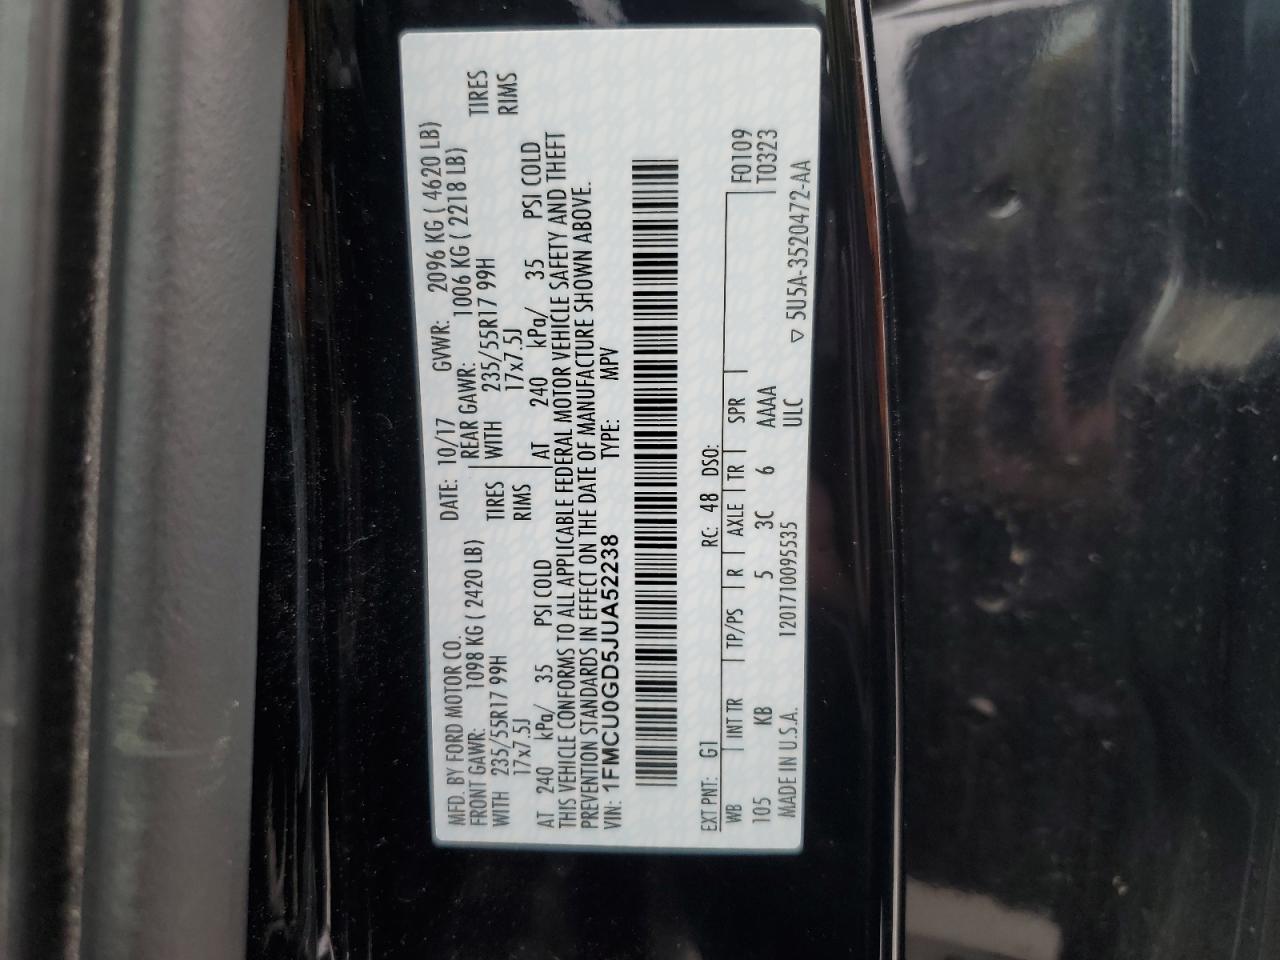 MFD. BY FORD MOTOR CO. DATE: 10/17 GVWR: 2096 KG ( 4620 LB)
FRONT GAWR: 1098 KG ( 2420 LB) REAR GAWR: 1006 KG ( 2218 LB)
WITH 235/55R17 99H TIRES WITH 235/55R17 99H TIRES
17x7.5J RIMS 17x7.5J RIMS
AT 240 kPa/ 35 PSI COLD AT 240 kPa/ 35 PSI COLD
THIS VEHICLE CONFORMS TO ALL APPLICABLE FEDERAL MOTOR VEHICLE SAFETY AND THEFT
PREVENTION STANDARDS IN EFFECT ON THE DATE OF MANUFACTURE SHOWN ABOVE.
VIN: 1FMCU0GD5JUA52238 TYPE: MPV
EXT PNT: G1 RC: 48 DSO: F0109
WB INT TR TP/PS R AXLE TR SPR T0323
105 KB 5 3C 6 AAAA
MADE IN U.S.A. 1201710095535 ULC ▽ 5U5A-3520472-AA